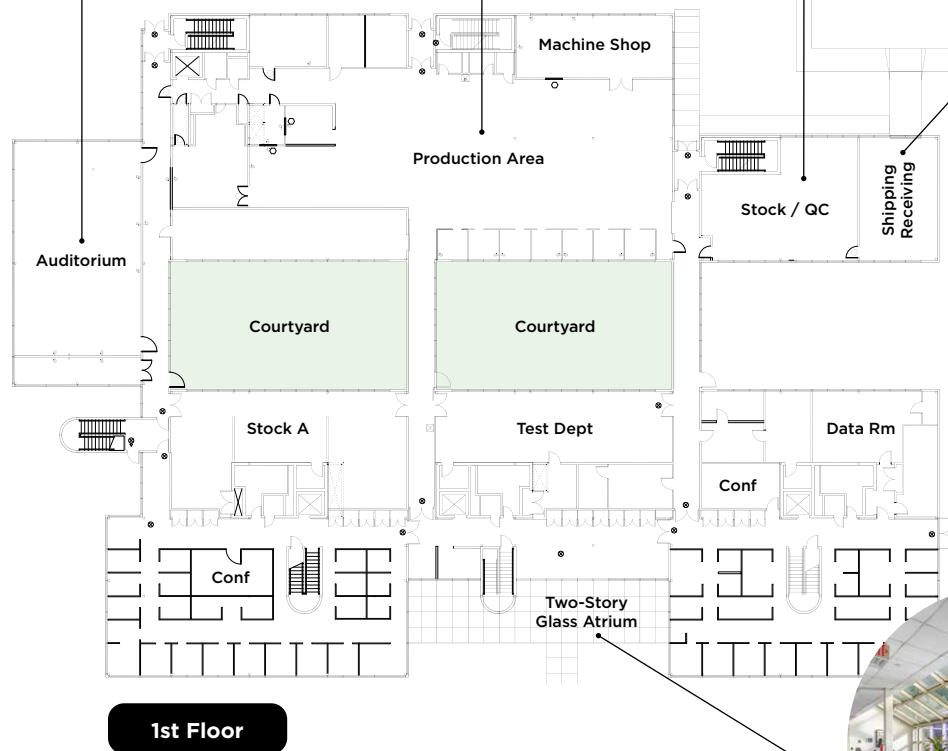 Machine Shop
Production Area
Stock / QC
Shipping
Receiving
Auditorium
Courtyard
Courtyard
Stock A
Test Dept
Data Rm
Conf
Conf
Two-Story
Glass Atrium
1st Floor